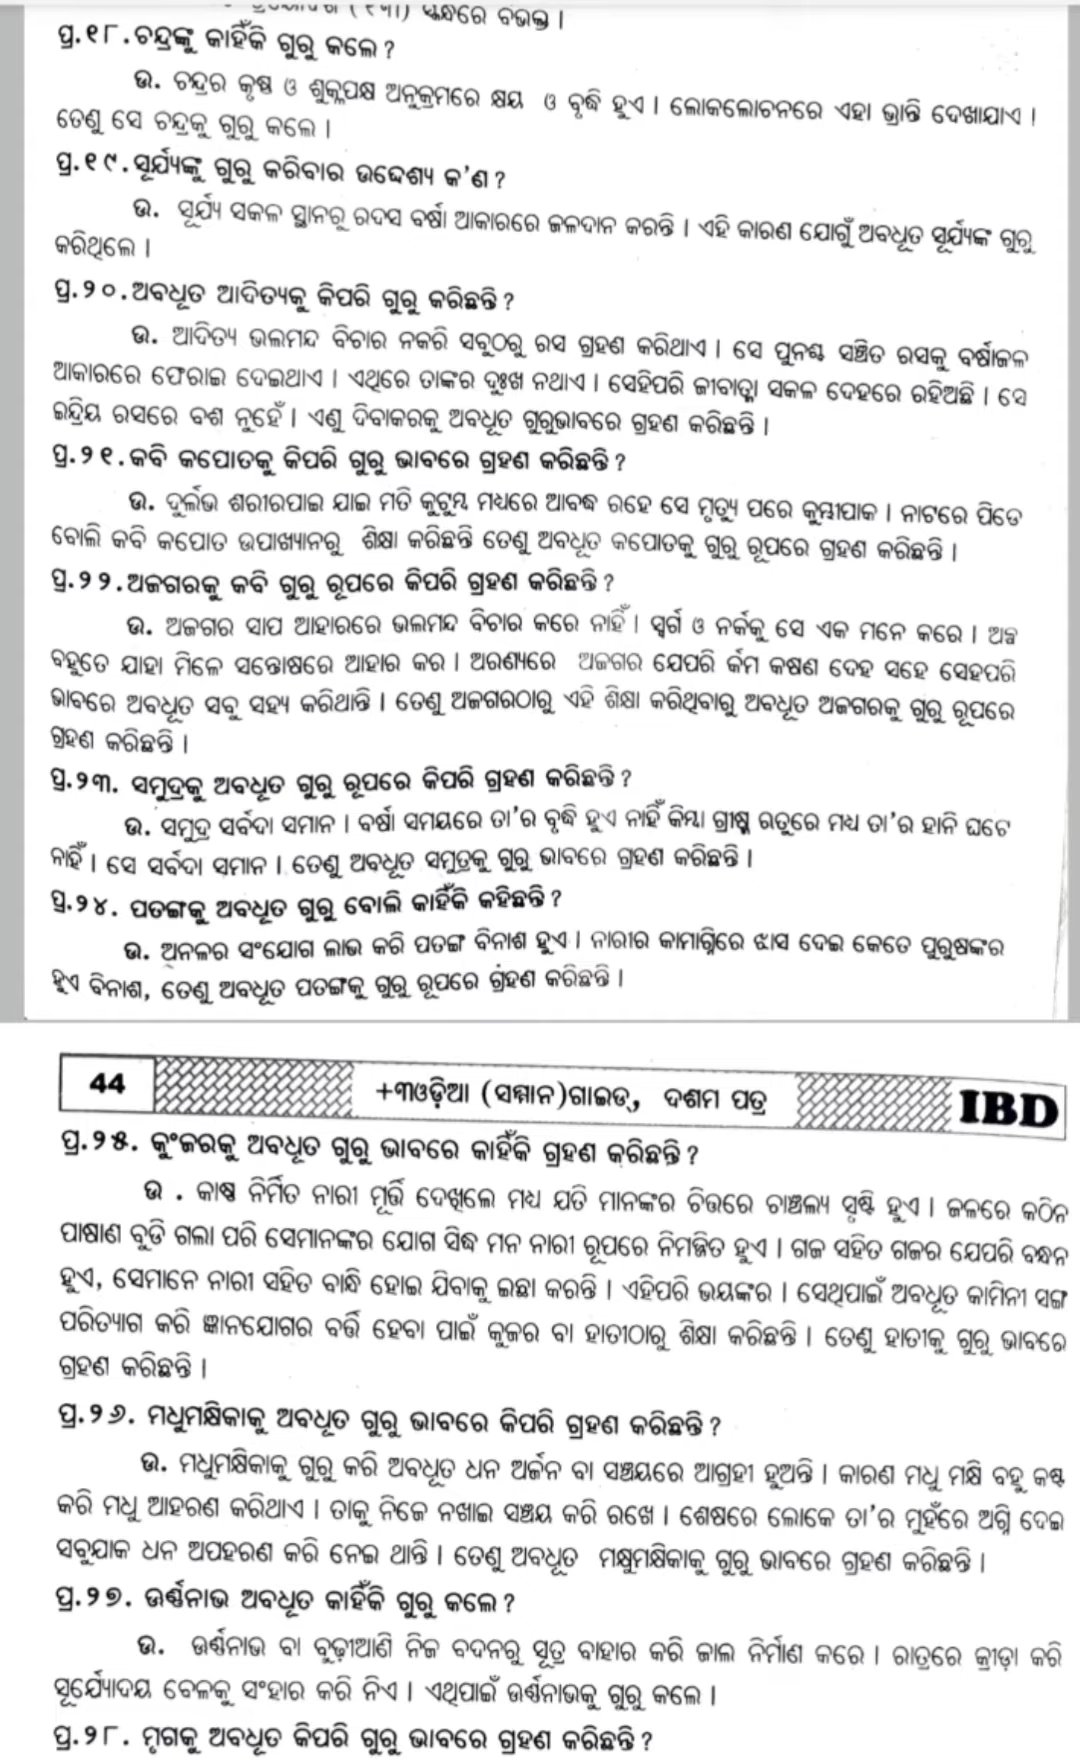 ସ୍କନ୍ଧରେ ବିଭକ୍ତ ।
ପ୍ର.୧୮.ଚନ୍ଦ୍ରଙ୍କୁ କାହିଁକି ଗୁରୁ କଲେ ?
ଉ. ଚନ୍ଦ୍ରର କୃଷ୍ଣ ଓ ଶୁକ୍ଳପକ୍ଷ ଅନୁକ୍ରମରେ କ୍ଷୟ ଓ ବୃଦ୍ଧି ହୁଏ । ଲୋକଲୋଚନରେ ଏହା ଭ୍ରାନ୍ତି ଦେଖାଯାଏ ।
ତେଣୁ ସେ ଚନ୍ଦ୍ରକୁ ଗୁରୁ କଲେ ।
ପ୍ର.୧୯.ସୂର୍ଯ୍ୟଙ୍କୁ ଗୁରୁ କରିବାର ଉଦ୍ଦେଶ୍ୟ କ'ଣ ?
ଉ. ସୂର୍ଯ୍ୟ ସକଳ ସ୍ଥାନରୁ ରଦସ ବର୍ଷା ଆକାରରେ ଜଳଦାନ କରନ୍ତି । ଏହି କାରଣ ଯୋଗୁଁ ଅବଧୂତ ସୂର୍ଯ୍ୟଙ୍କ ଗୁରୁ
କରିଥିଲେ ।
ପ୍ର.୨୦.ଅବଧୂତ ଆଦିତ୍ୟକୁ କିପରି ଗୁରୁ କରିଛନ୍ତି ?
ଉ. ଆଦିତ୍ୟ ଭଲମନ୍ଦ ବିଚାର ନକରି ସବୁଠରୁ ରସ ଗ୍ରହଣ କରିଥାଏ । ସେ ପୁନଶ୍ଚ ସଞ୍ଚିତ ରସକୁ ବର୍ଷାଜଳ
ଆକାରରେ ଫେରାଇ ଦେଇଥାଏ । ଏଥିରେ ତାଙ୍କର ଦୁଃଖ ନଥାଏ । ସେହିପରି ଜୀବାତ୍ମା ସକଳ ଦେହରେ ରହିଅଛି । ସେ
ଇନ୍ଦ୍ରିୟ ରସରେ ବଶ ନୁହେଁ । ଏଣୁ ଦିବାକରକୁ ଅବଧୂତ ଗୁରୁଭାବରେ ଗ୍ରହଣ କରିଛନ୍ତି ।
ପ୍ର.୨୧.କବି କପୋତକୁ କିପରି ଗୁରୁ ଭାବରେ ଗ୍ରହଣ କରିଛନ୍ତି ?
ଉ. ଦୁର୍ଲଭ ଶରୀରପାଇ ଯାଇ ମତି କୁଟୁମ୍ବ ମଧରେ ଆବଦ୍ଧ ରହେ ସେ ମୃତ୍ୟୁ ପରେ କୁମ୍ଭୀପାକ । ନାଟରେ ପିଡେ
ବୋଲି କବି କପୋତ ଉପାଖ୍ୟାନରୁ ଶିକ୍ଷା କରିଛନ୍ତି ତେଣୁ ଅବଧୂତ କପୋତକୁ ଗୁରୁ ରୂପରେ ଗ୍ରହଣ କରିଛନ୍ତି ।
ପ୍ର.୨୨.ଅଜଗରକୁ କବି ଗୁରୁ ରୂପରେ କିପରି ଗ୍ରହଣ କରିଛନ୍ତି ?
ଉ. ଅଜଗର ସାପ ଆହାରରେ ଭଲମନ୍ଦ ବିଚାର କରେ ନାହିଁ । ସ୍ବର୍ଗ ଓ ନର୍କକୁ ସେ ଏକ ମନେ କରେ । ଅଳ୍ପ
ବହୁତେ ଯାହା ମିଳେ ସନ୍ତୋଷରେ ଆହାର କର । ଅରଣ୍ୟରେ ଅଜଗର ଯେପରି ର୍କମ କଷଣ ଦେହ ସହେ ସେହପରି
ଭାବରେ ଅବଧୂତ ସବୁ ସହ୍ୟ କରିଥାନ୍ତି । ତେଣୁ ଅଜଗରଠାରୁ ଏହି ଶିକ୍ଷା କରିଥିବାରୁ ଅବଧୂତ ଅଜଗରକୁ ଗୁରୁ ରୂପରେ
ଗ୍ରହଣ କରିଛନ୍ତି ।
ପ୍ର.୨୩. ସମୁଦ୍ରକୁ ଅବଧୂତ ଗୁରୁ ରୂପରେ କିପରି ଗ୍ରହଣ କରିଛନ୍ତି ?
ଉ. ସମୁଦ୍ର ସର୍ବଦା ସମାନ । ବର୍ଷା ସମୟରେ ତା'ର ବୃଦ୍ଧି ହୁଏ ନାହିଁ କିମ୍ବା ଗ୍ରୀଷ୍ମ ଋତୁରେ ମଧ ତା'ର ହାନି ଘଟେ
ନାହିଁ । ସେ ସର୍ବଦା ସମାନ । ତେଣୁ ଅବଧୂତ ସମୁଦ୍ରକୁ ଗୁରୁ ଭାବରେ ଗ୍ରହଣ କରିଛନ୍ତି ।
ପ୍ର.୨୪. ପତଙ୍ଗକୁ ଅବଧୂତ ଗୁରୁ ବୋଲି କାହିଁକି କହିଛନ୍ତି ?
ଉ. ଅନଳର ସଂଯୋଗ ଲାଭ କରି ପତଙ୍ଗ ବିନାଶ ହୁଏ । ନାରୀର କାମାଗ୍ନିରେ ଝାସ ଦେଇ କେତେ ପୁରୁଷଙ୍କର
ହୁଏ ବିନାଶ, ତେଣୁ ଅବଧୂତ ପତଙ୍ଗକୁ ଗୁରୁ ରୂପରେ ଗ୍ରହଣ କରିଛନ୍ତି ।
44 +୩ଓଡ଼ିଆ (ସମ୍ମାନ)ଗାଇଡ୍, ଦଶମ ପତ୍ର IBD
ପ୍ର.୨୫. କୁଂଜରକୁ ଅବଧୂତ ଗୁରୁ ଭାବରେ କାହିଁକି ଗ୍ରହଣ କରିଛନ୍ତି ?
ଉ . କାଷ୍ଠ ନିର୍ମିତ ନାରୀ ମୂର୍ତ୍ତି ଦେଖିଲେ ମଧ ଯତି ମାନଙ୍କର ଚିତ୍ତରେ ଚାଞ୍ଚଲ୍ୟ ସୃଷ୍ଟି ହୁଏ । ଜଳରେ କଠିନ
ପାଷାଣ ବୁଡି ଗଲା ପରି ସେମାନଙ୍କର ଯୋଗ ସିଦ୍ଧ ମନ ନାରୀ ରୂପରେ ନିମଜ୍ଜିତ ହୁଏ । ଗଜ ସହିତ ଗଜର ଯେପରି ବନ୍ଧନ
ହୁଏ, ସେମାନେ ନାରୀ ସହିତ ବାନ୍ଧି ହୋଇ ଯିବାକୁ ଇଛା କରନ୍ତି । ଏହିପରି ଭୟଙ୍କର । ସେଥିପାଇଁ ଅବଧୂତ କାମିନୀ ସଙ୍ଗ
ପରିତ୍ୟାଗ କରି ଜ୍ଞାନଯୋଗର ବର୍ତ୍ତି ହେବା ପାଇଁ କୁଞ୍ଜର ବା ହାତୀଠାରୁ ଶିକ୍ଷା କରିଛନ୍ତି । ତେଣୁ ହାତୀକୁ ଗୁରୁ ଭାବରେ
ଗ୍ରହଣ କରିଛନ୍ତି ।
ପ୍ର.୨୬. ମଧୁମକ୍ଷିକାକୁ ଅବଧୂତ ଗୁରୁ ଭାବରେ କିପରି ଗ୍ରହଣ କରିଛନ୍ତି ?
ଉ. ମଧୁମକ୍ଷିକାକୁ ଗୁରୁ କରି ଅବଧୂତ ଧନ ଅର୍ଜନ ବା ସଞ୍ଚୟରେ ଆଗ୍ରହୀ ହୁଅନ୍ତି । କାରଣ ମଧୁ ମକ୍ଷି ବହୁ କଷ୍ଟ
କରି ମଧୁ ଆହରଣ କରିଥାଏ । ତାକୁ ନିଜେ ନଖାଇ ସଞ୍ଚୟ କରି ରଖେ । ଶେଷରେ ଲୋକେ ତା'ର ମୁହଁରେ ଅଗ୍ନି ଦେଇ
ସବୁଯାକ ଧନ ଅପହରଣ କରି ନେଇ ଥାନ୍ତି । ତେଣୁ ଅବଧୂତ ମକ୍ଷୁମକ୍ଷିକାକୁ ଗୁରୁ ଭାବରେ ଗ୍ରହଣ କରିଛନ୍ତି ।
ପ୍ର.୨୭. ଊର୍ଣ୍ଣନାଭ ଅବଧୂତ କାହିଁକି ଗୁରୁ କଲେ ?
ଉ. ଊର୍ଣ୍ଣନାଭ ବା ବୁଢ଼ୀଆଣି ନିଜ ବଦନରୁ ସୂତ୍ର ବାହାର କରି ଜାଲ ନିର୍ମାଣ କରେ । ରାତ୍ରରେ କ୍ରୀଡ଼ା କରି
ସୂର୍ଯ୍ୟୋଦୟ ବେଳକୁ ସଂହାର କରି ନିଏ । ଏଥିପାଇଁ ଊର୍ଣ୍ଣନାଭକୁ ଗୁରୁ କଲେ ।
ପ୍ର.୨୮. ମୃଗକୁ ଅବଧୂତ କିପରି ଗୁରୁ ଭାବରେ ଗ୍ରହଣ କରିଛନ୍ତି ?